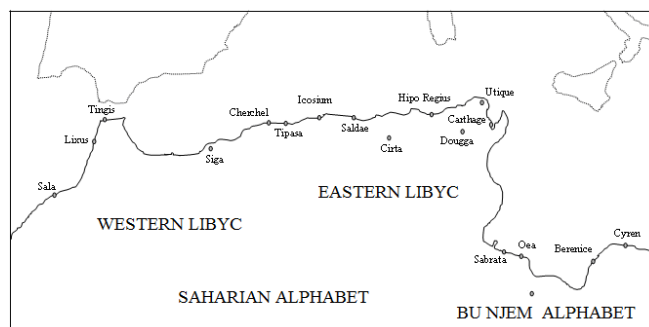 Utique
Hipo Regius
Icosium
Cherchel
Tingis
Carthage
Tipasa
Saldae
Lixus
Dougga
Cirta
Siga
EASTERN LIBYC
Sala
WESTERN LIBYC
Cyren
Oea
Berenice
Sabrata
SAHARIAN ALPHABET
BU NJEM ALPHABET